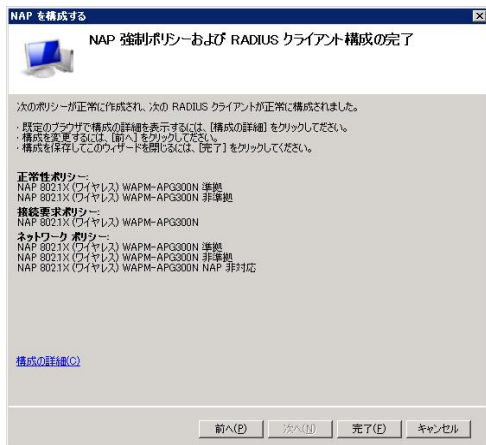 NAP を構成する
NAP 強制ポリシーおよび RADIUS クライアント構成の完了
次のポリシーが正常に作成され、次の RADIUS クライアントが正常に構成されました。
・既定のブラウザで構成の詳細を表示するには、[構成の詳細] をクリックしてださい。
・構成を変更するには、[前へ] をクリックしてださい。
・構成を保存してこのウィザードを閉じるには、[完了] をクリックしてください。
正常性ポリシー:
NAP 802.1X (ワイヤレス) WAPM-APG300N 準拠
NAP 802.1X (ワイヤレス) WAPM-APG300N 非準拠
接続要求ポリシー:
NAP 802.1X (ワイヤレス) WAPM-APG300N
ネットワーク ポリシー:
NAP 802.1X (ワイヤレス) WAPM-APG300N 準拠
NAP 802.1X (ワイヤレス) WAPM-APG300N 非準拠
NAP 802.1X (ワイヤレス) WAPM-APG300N NAP 非対応
構成の詳細(C)
前へ(P) 次へ(N) 完了(F) キャンセル